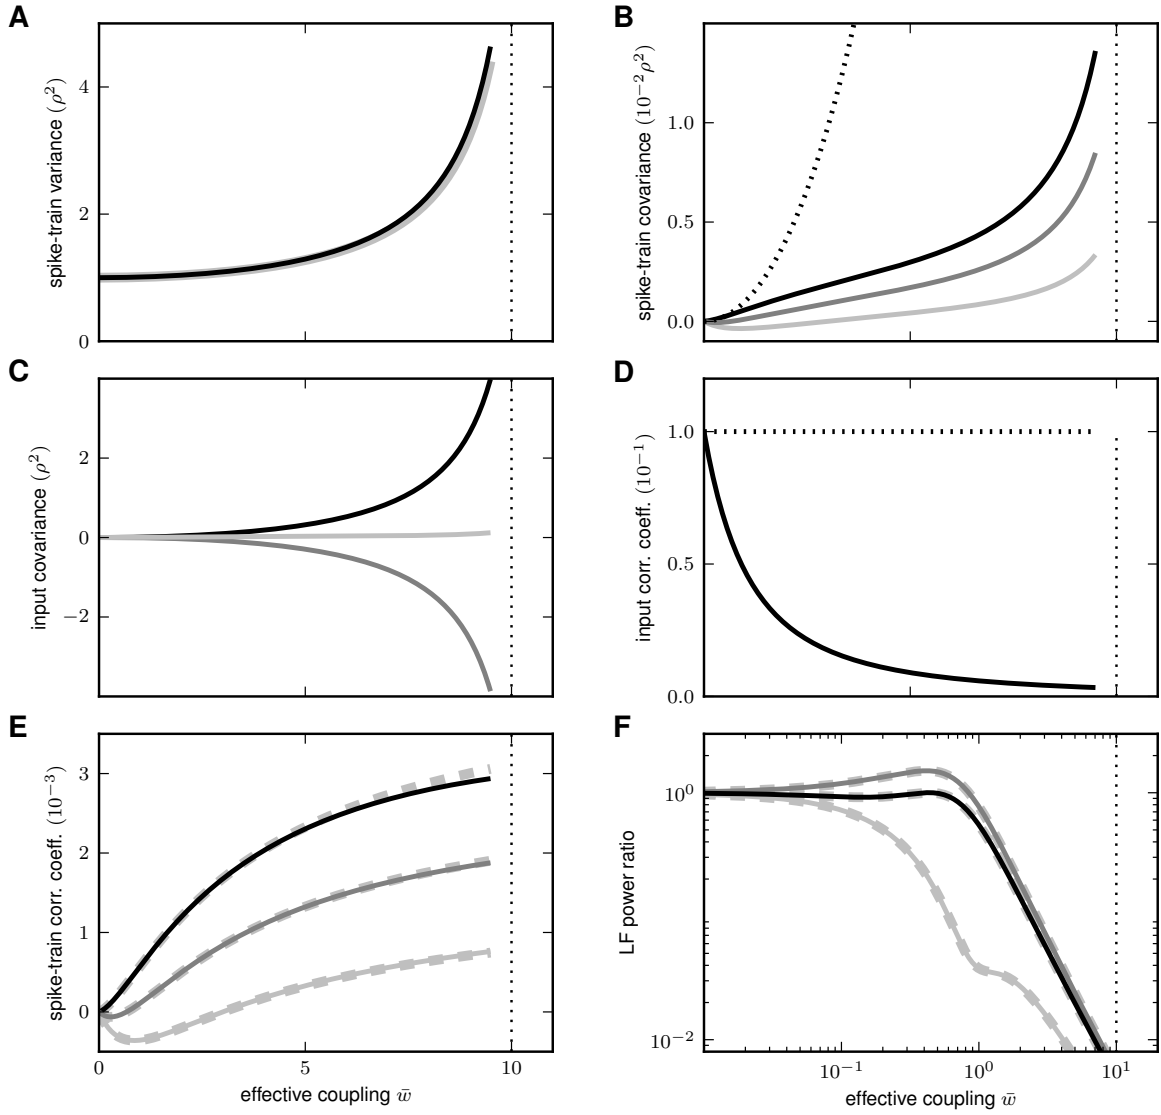 A
spike-train variance (ρ²)
4
2
0
B
spike-train covariance (10⁻²ρ²)
1.0
0.5
0.0
C
input covariance (ρ²)
2
0
−2
D
input corr. coeff. (10⁻¹)
1.0
0.5
0.0
E
spike-train corr. coeff. (10⁻³)
3
2
1
0
0 5 10
effective coupling w̄
F
LF power ratio
10⁰
10⁻²
10⁻¹ 10⁰ 10¹
effective coupling w̄